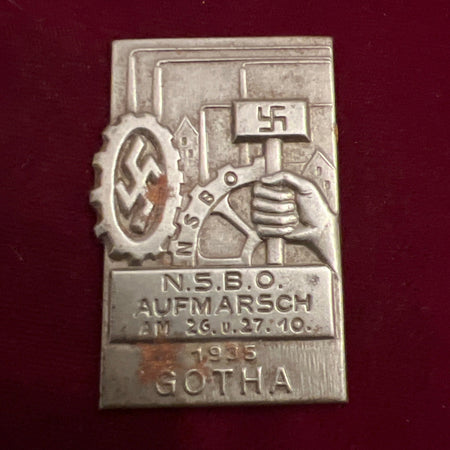 NSBO
N.S.B.O.
AUFMARSCH
AM 26. u. 27. 10.
1935
GOTHA